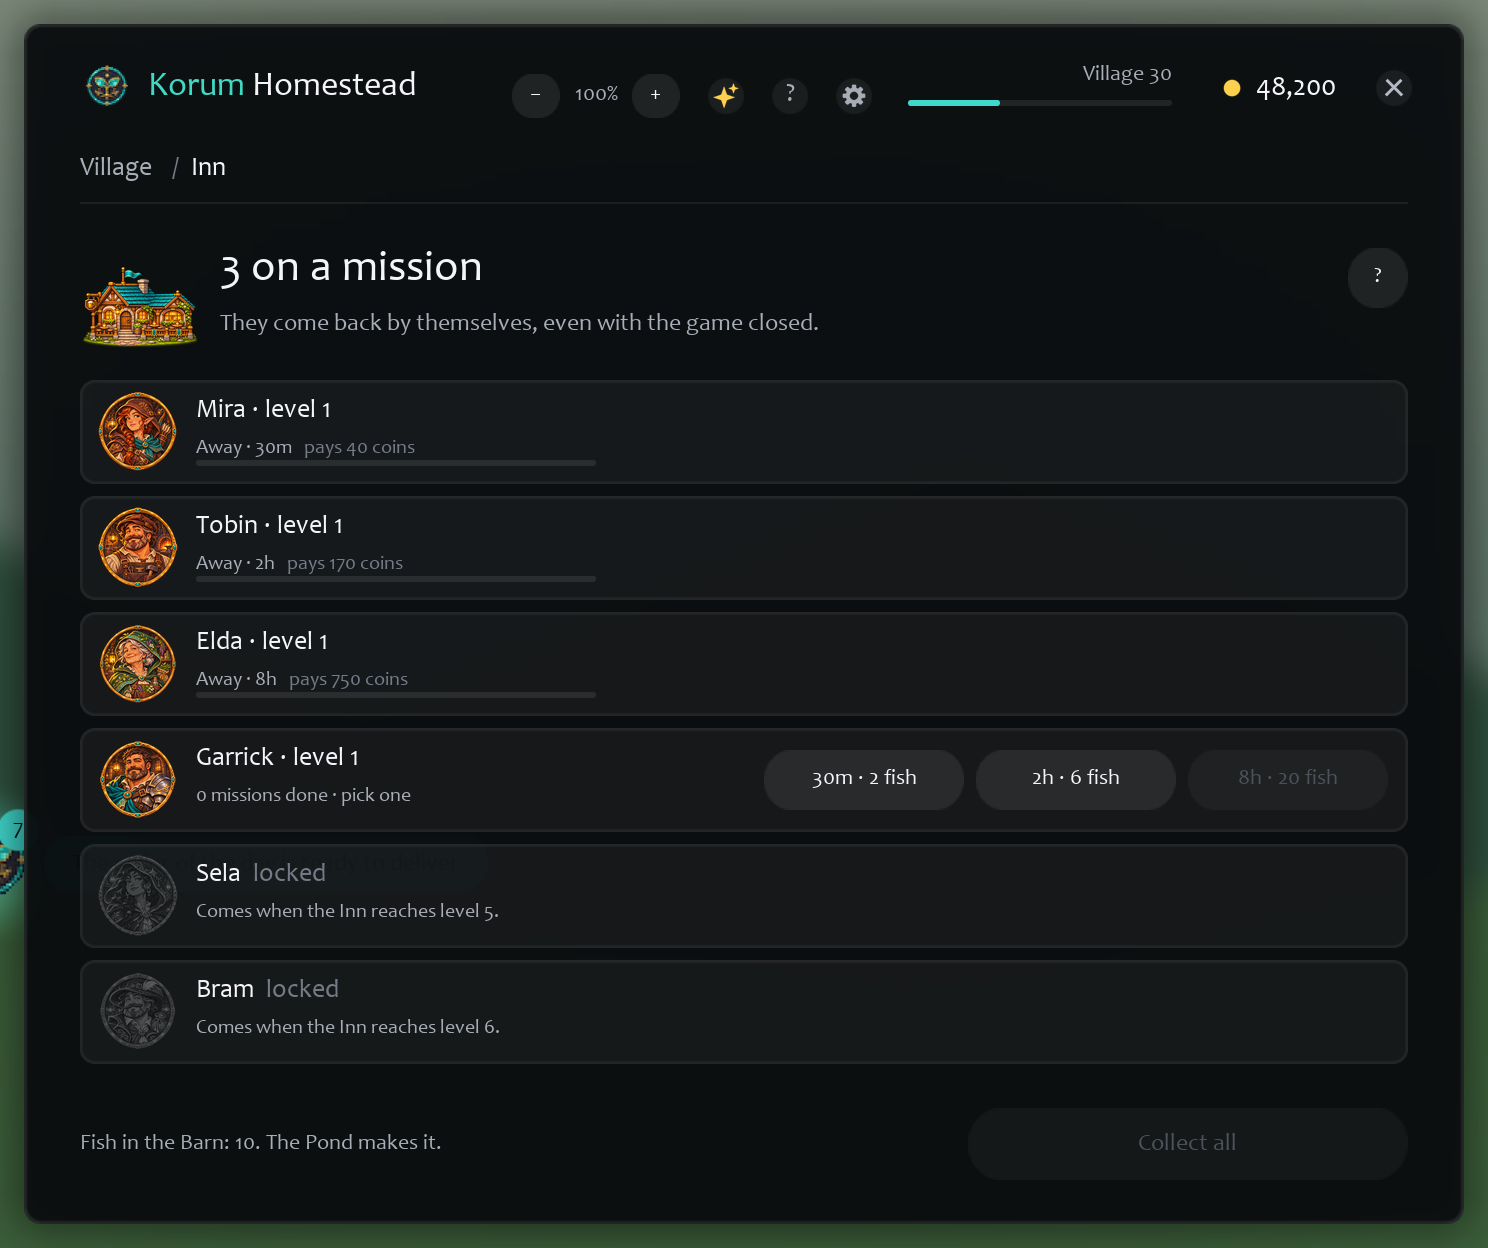 Korum Homestead
− 100% + ? Village 30 48,200
Village / Inn
3 on a mission
?
They come back by themselves, even with the game closed.
Mira · level 1
Away · 30m pays 40 coins
Tobin · level 1
Away · 2h pays 170 coins
Elda · level 1
Away · 8h pays 750 coins
Garrick · level 1
0 missions done · pick one
30m · 2 fish
2h · 6 fish
8h · 20 fish
7
Sela locked
Comes when the Inn reaches level 5.
Bram locked
Comes when the Inn reaches level 6.
Fish in the Barn: 10. The Pond makes it.
Collect all